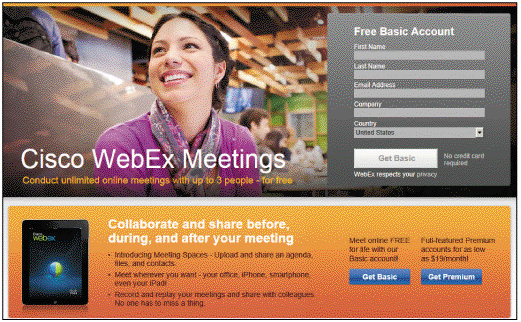 Free Basic Account
First Name
Last Name
Email Address
Company
Country
United States
Get Basic
No credit card
required
WebEx respects your privacy
Cisco WebEx Meetings
Conduct unlimited online meetings with up to 3 people - for free
webex
Collaborate and share before,
during, and after your meeting
• Introducing Meeting Spaces - Upload and share an agenda,
files, and contacts.
• Meet wherever you want - your office, iPhone, smartphone,
even your iPad!
• Record and replay your meetings and share with colleagues.
No one has to miss a thing.
Meet online FREE
for life with our
Basic account!
Get Basic
Full-featured Premium
accounts for as low
as $19/month!
Get Premium